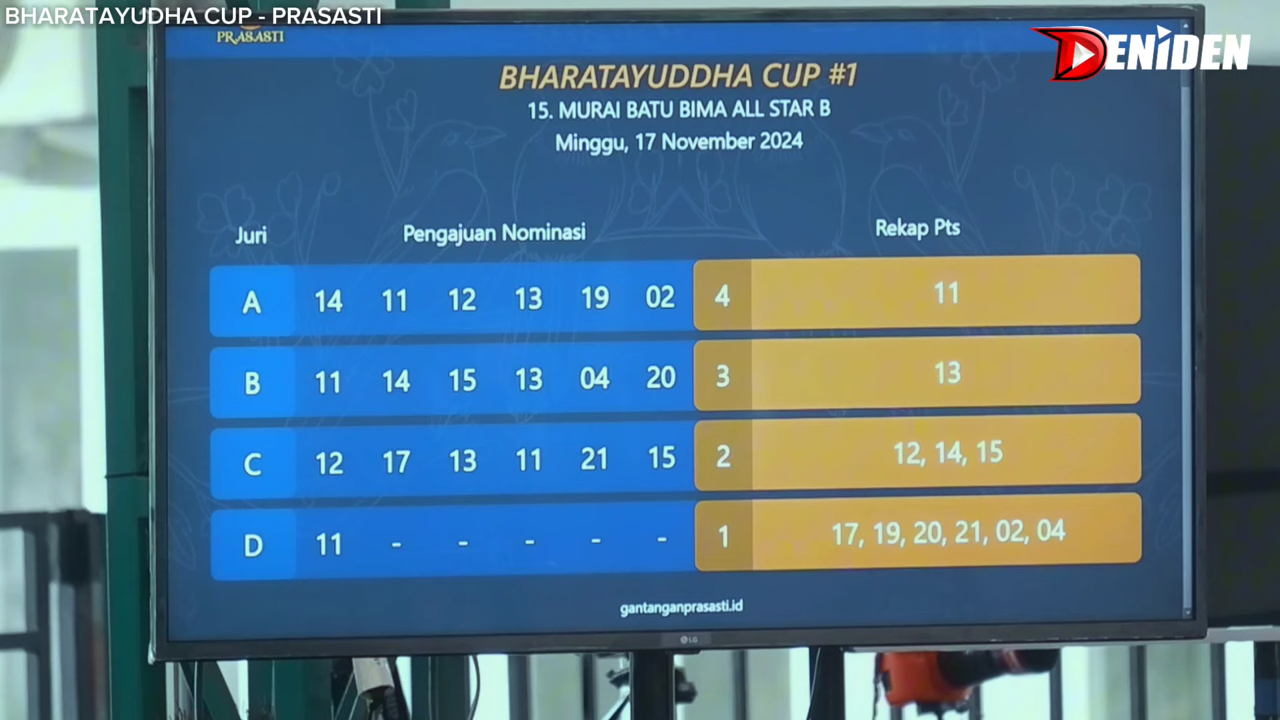 BHARATAYUDHA CUP - PRASASTI
DENiDEN
PRASASTI
BHARATAYUDDHA CUP #1
15. MURAI BATU BIMA ALL STAR B
Minggu, 17 November 2024
Juri Pengajuan Nominasi Rekap Pts
A 14 11 12 13 19 02 4 11
B 11 14 15 13 04 20 3 13
C 12 17 13 11 21 15 2 12, 14, 15
D 11 - - - - - 1 17, 19, 20, 21, 02, 04
gantanganprasasti.id
LG